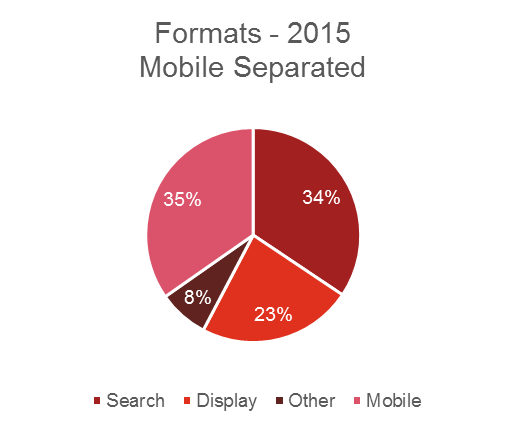 Formats - 2015
Mobile Separated
35%
34%
8%
23%
Search Display Other Mobile